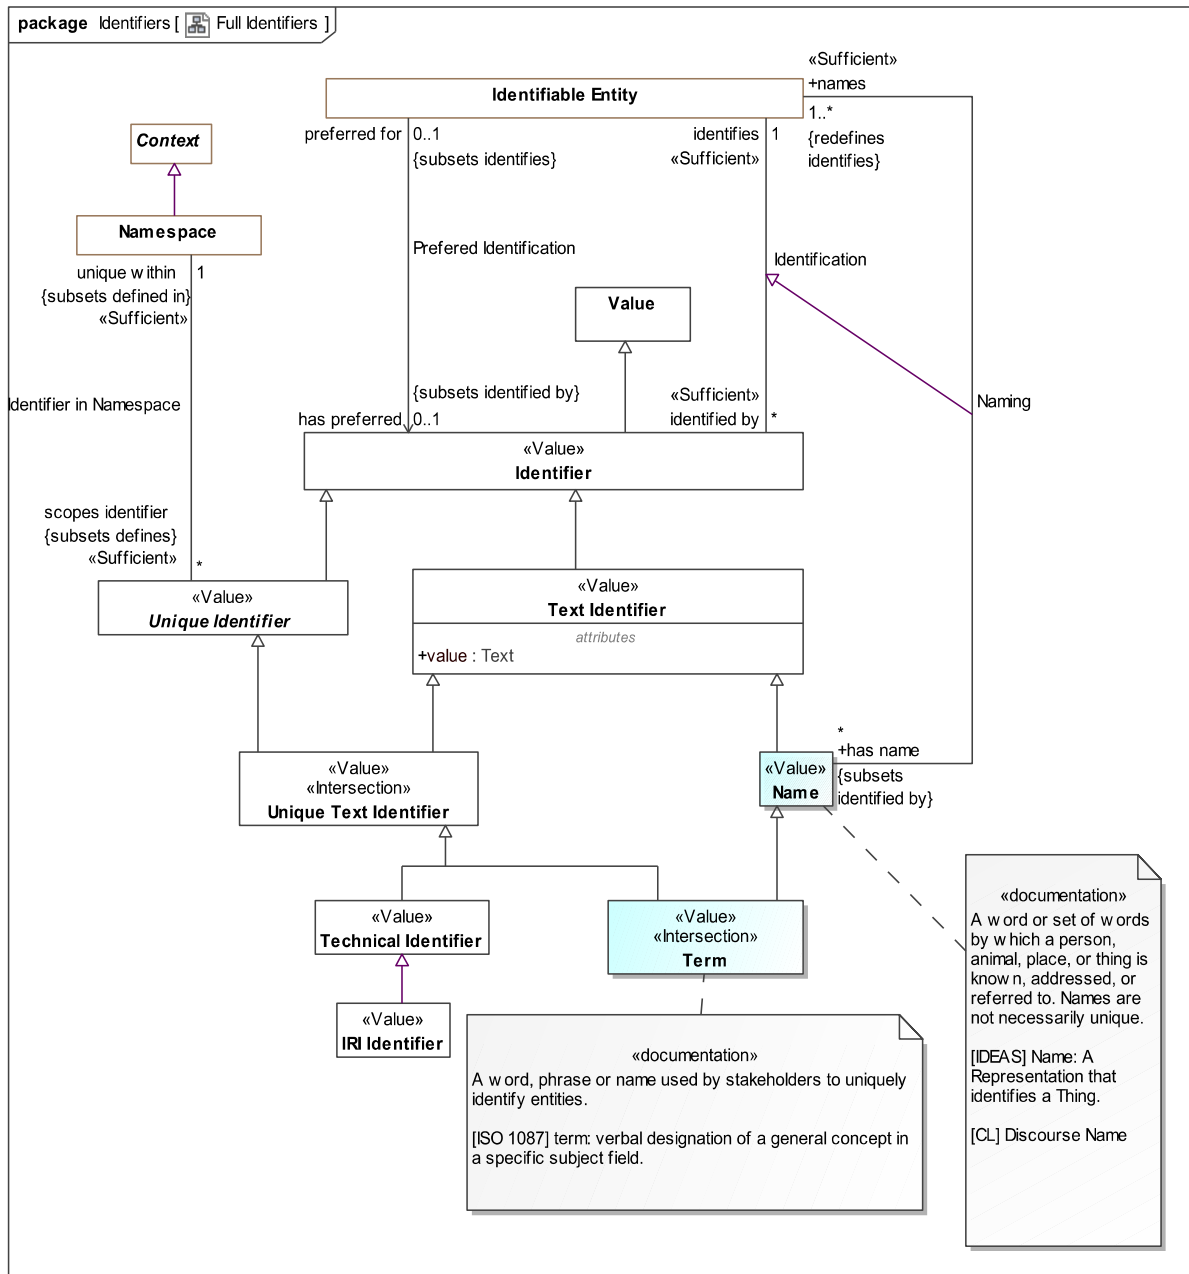 package Identifiers [ Full Identifiers ]
«Sufficient»
+names
Identifiable Entity
1..*
{redefines
identifies}
preferred for 0..1
{subsets identifies}
identifies 1
«Sufficient»
Context
Namespace
unique within 1
{subsets defined in}
«Sufficient»
Prefered Identification
Identification
Value
Identifier in Namespace
{subsets identified by}
has preferred 0..1
«Sufficient»
identified by *
Naming
«Value»
Identifier
scopes identifier
{subsets defines}
«Sufficient»
*
«Value»
Unique Identifier
«Value»
Text Identifier
attributes
+value : Text
*
+has name
{subsets
identified by}
«Value»
«Intersection»
Unique Text Identifier
«Value»
Name
«Value»
Technical Identifier
«Value»
«Intersection»
Term
«Value»
IRI Identifier
«documentation»
A word, phrase or name used by stakeholders to uniquely
identify entities.
[ISO 1087] term: verbal designation of a general concept in
a specific subject field.
«documentation»
A word or set of words
by which a person,
animal, place, or thing is
known, addressed, or
referred to. Names are
not necessarily unique.
[IDEAS] Name: A
Representation that
identifies a Thing.
[CL] Discourse Name